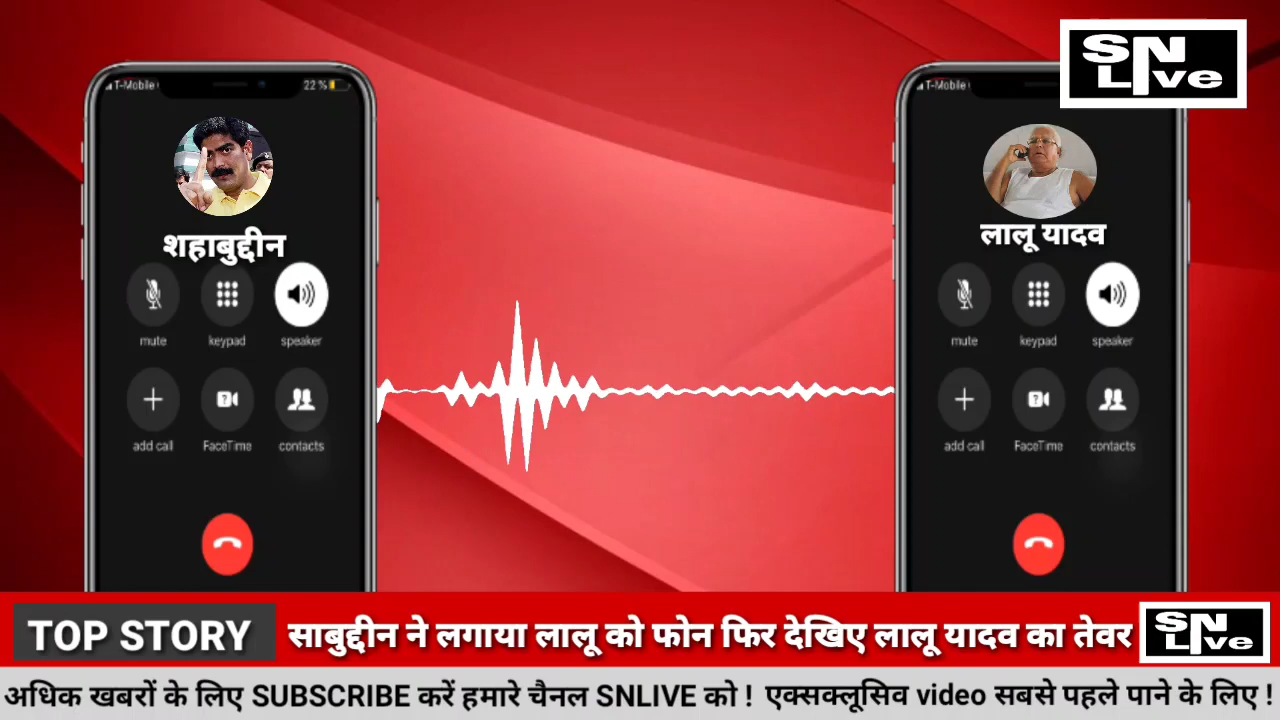 SN
Live
T-Mobile
22 %
T-Mobile
शहाबुद्दीन
लालू यादव
mute keypad speaker
mute keypad speaker
add call FaceTime contacts
add call FaceTime contacts
TOP STORY
साबुद्दीन ने लगाया लालू को फोन फिर देखिए लालू यादव का तेवर
SN
Live
अधिक खबरों के लिए SUBSCRIBE करें हमारे चैनल SNLIVE को ! एक्सक्लूसिव video सबसे पहले पाने के लिए !